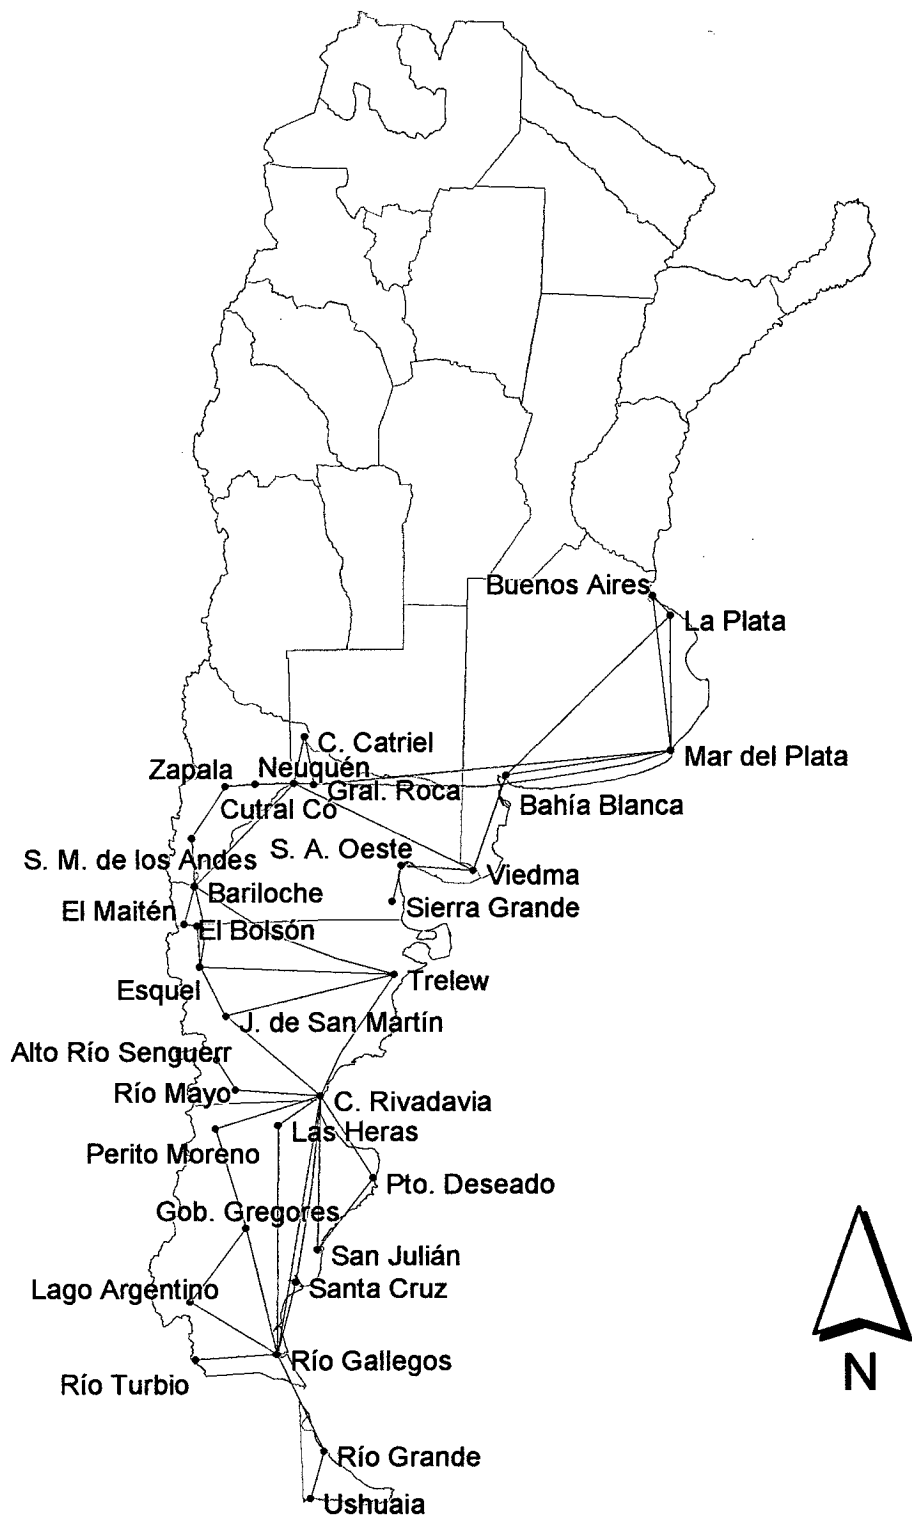 Buenos Aires
La Plata
C. Catriel
Mar del Plata
Zapala
Neuquén
Gral. Roca
Cutral Có
Bahía Blanca
S. A. Oeste
S. M. de los Andes
Viedma
Bariloche
El Maitén
Sierra Grande
El Bolsón
Trelew
Esquel
J. de San Martín
Alto Río Senguerr
Río Mayo
C. Rivadavia
Las Heras
Perito Moreno
Pto. Deseado
Gob. Gregores
San Julián
Lago Argentino
Santa Cruz
Río Gallegos
N
Río Turbio
Río Grande
Ushuaia